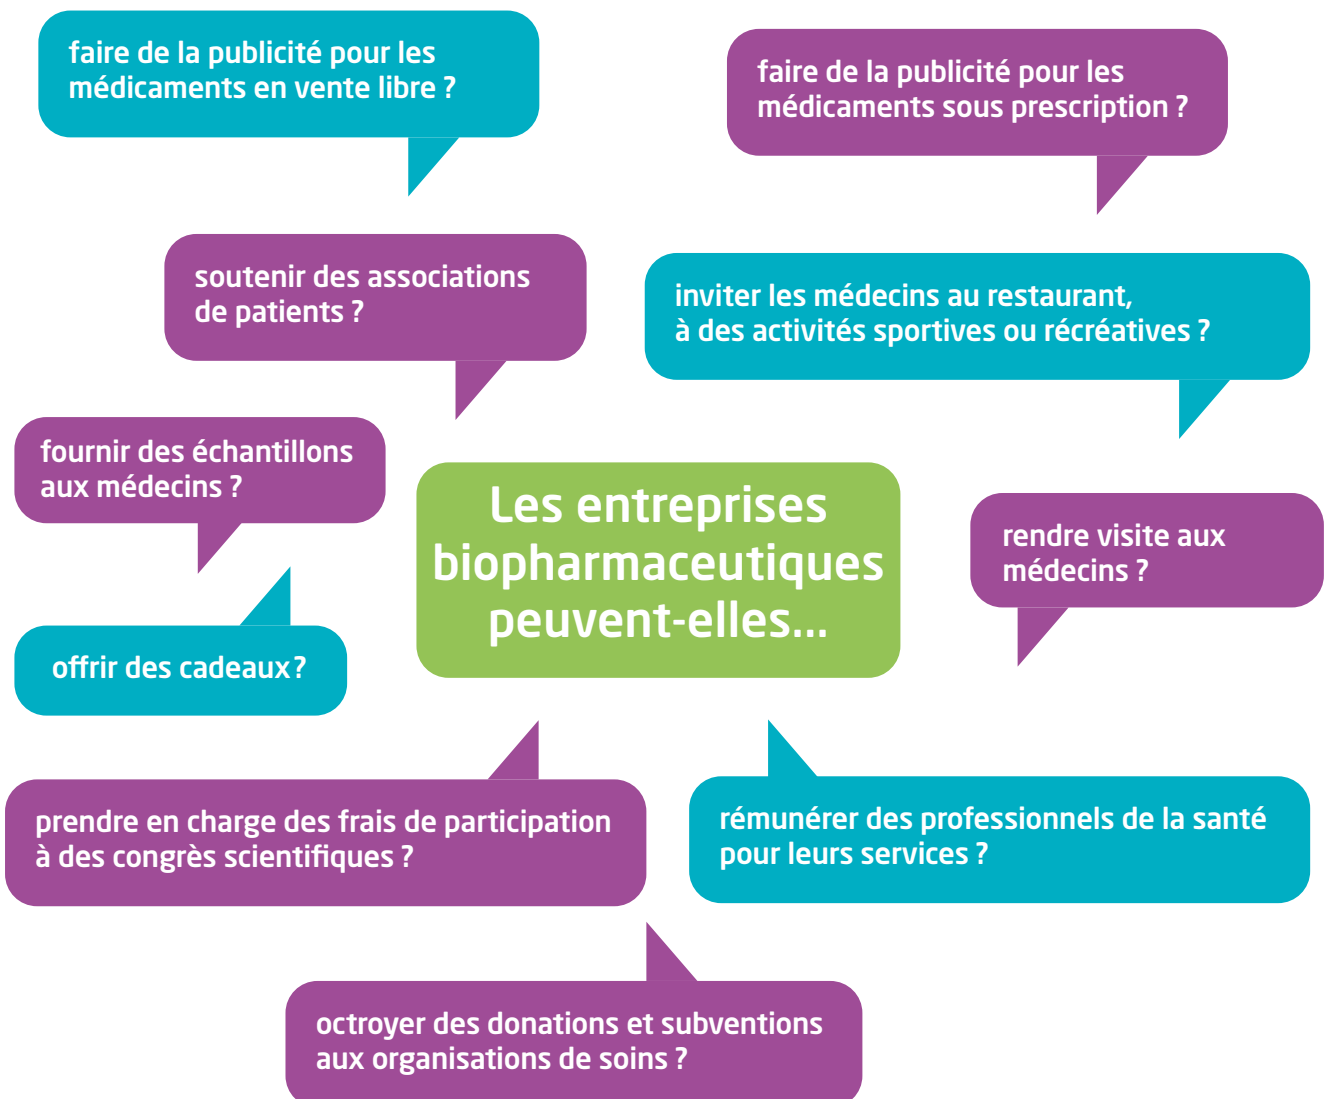 faire de la publicité pour les
médicaments en vente libre ?
faire de la publicité pour les
médicaments sous prescription ?
soutenir des associations
de patients ?
inviter les médecins au restaurant,
à des activités sportives ou récréatives ?
fournir des échantillons
aux médecins ?
Les entreprises
biopharmaceutiques
peuvent-elles...
rendre visite aux
médecins ?
offrir des cadeaux ?
prendre en charge des frais de participation
à des congrès scientifiques ?
rémunérer des professionnels de la santé
pour leurs services ?
octroyer des donations et subventions
aux organisations de soins ?